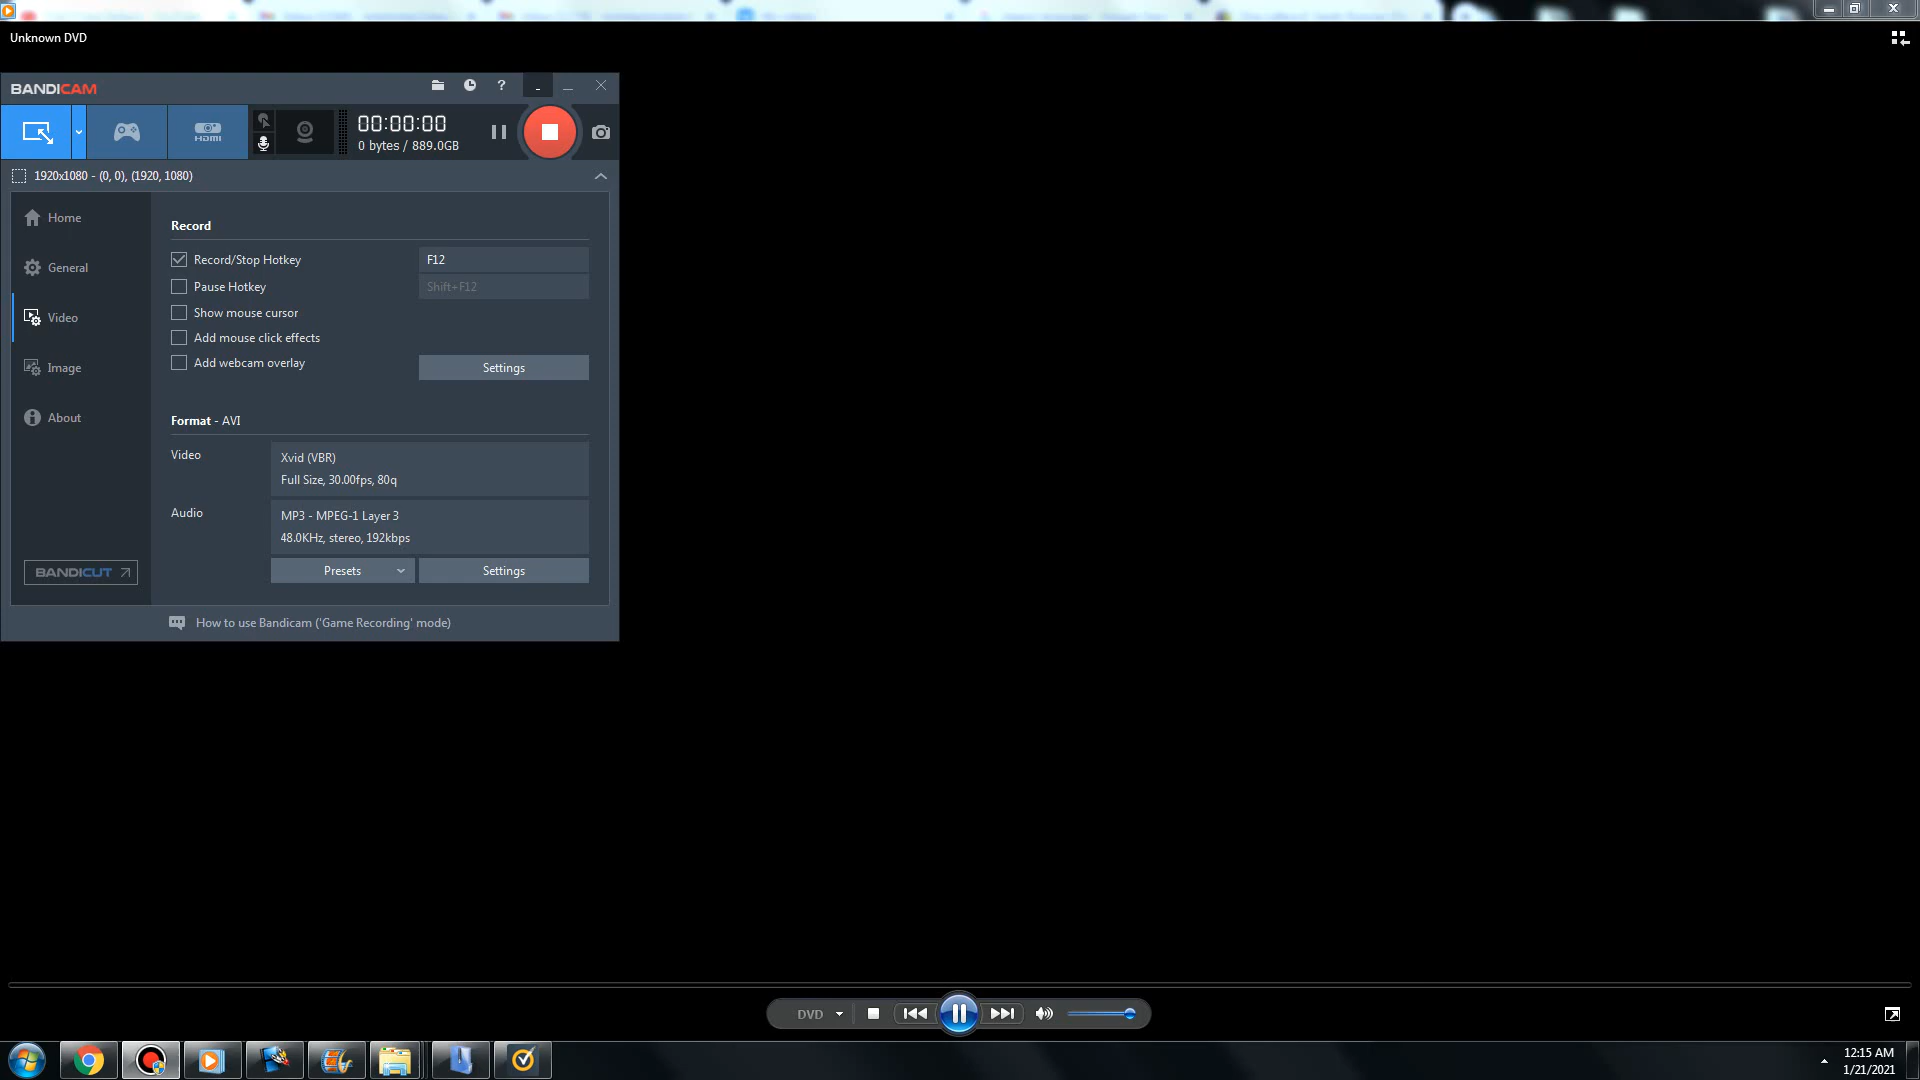 Unknown DVD
BANDICAM
?
HDMI
00:00:00
0 bytes / 889.0GB
1920x1080 - (0, 0), (1920, 1080)
Home
General
Video
Image
About
BANDICUT
Record
Record/Stop Hotkey
F12
Pause Hotkey
Shift+F12
Show mouse cursor
Add mouse click effects
Add webcam overlay
Settings
Format - AVI
Video
Xvid (VBR)
Full Size, 30.00fps, 80q
Audio
MP3 - MPEG-1 Layer 3
48.0KHz, stereo, 192kbps
Presets
Settings
How to use Bandicam ('Game Recording' mode)
DVD
12:15 AM
1/21/2021